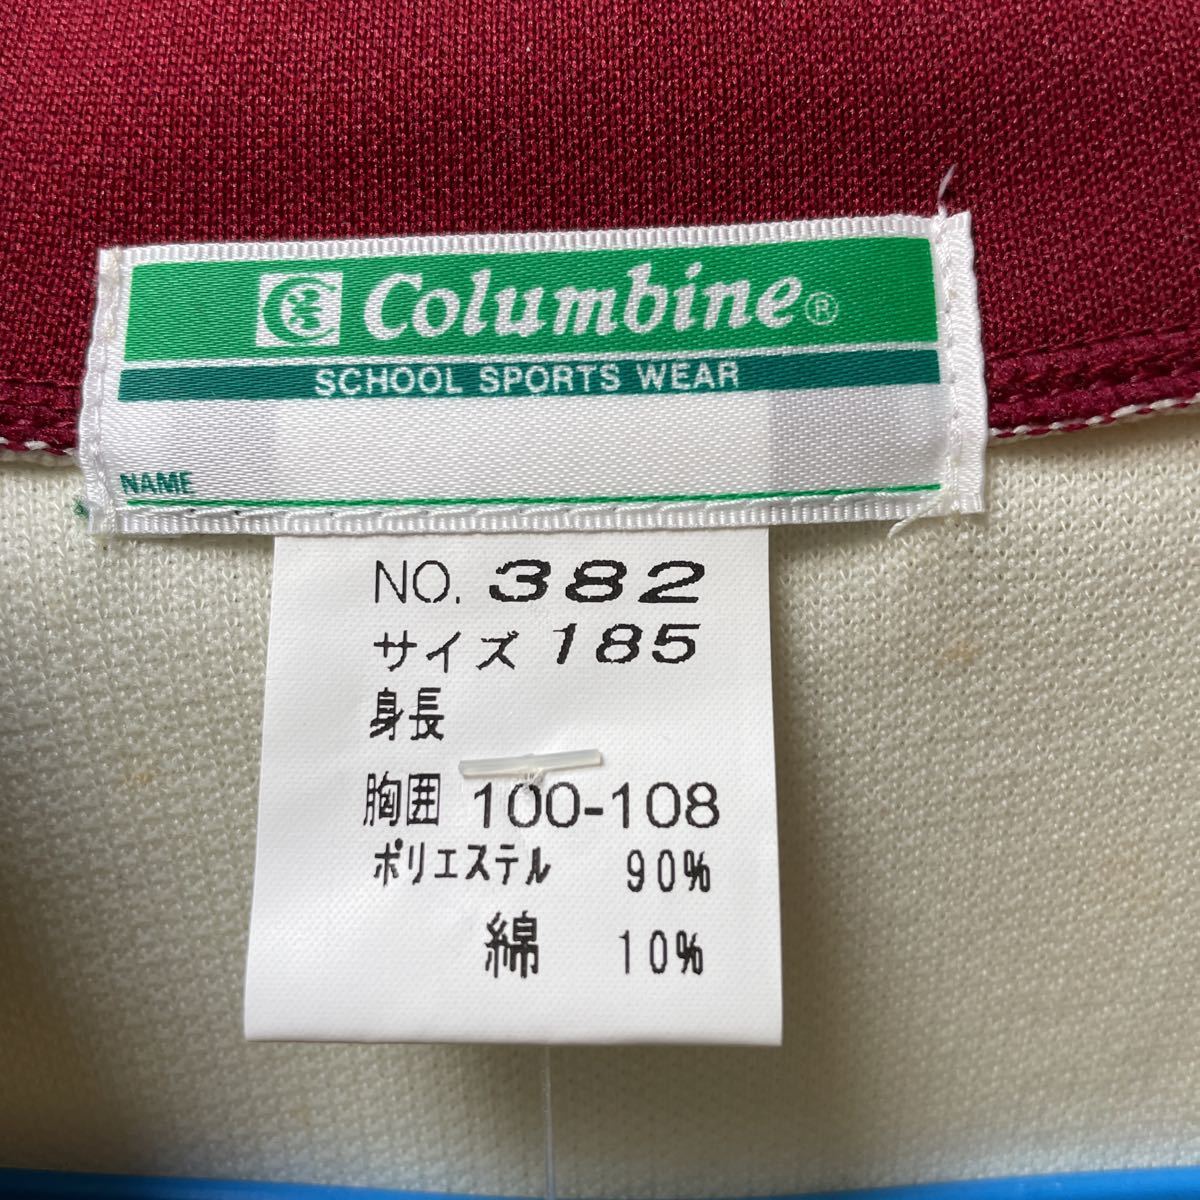 Columbine®
SCHOOL SPORTS WEAR
NAME
NO. 382
サイズ 185
身長
胸囲 100-108
ポリエステル 90%
綿 10%